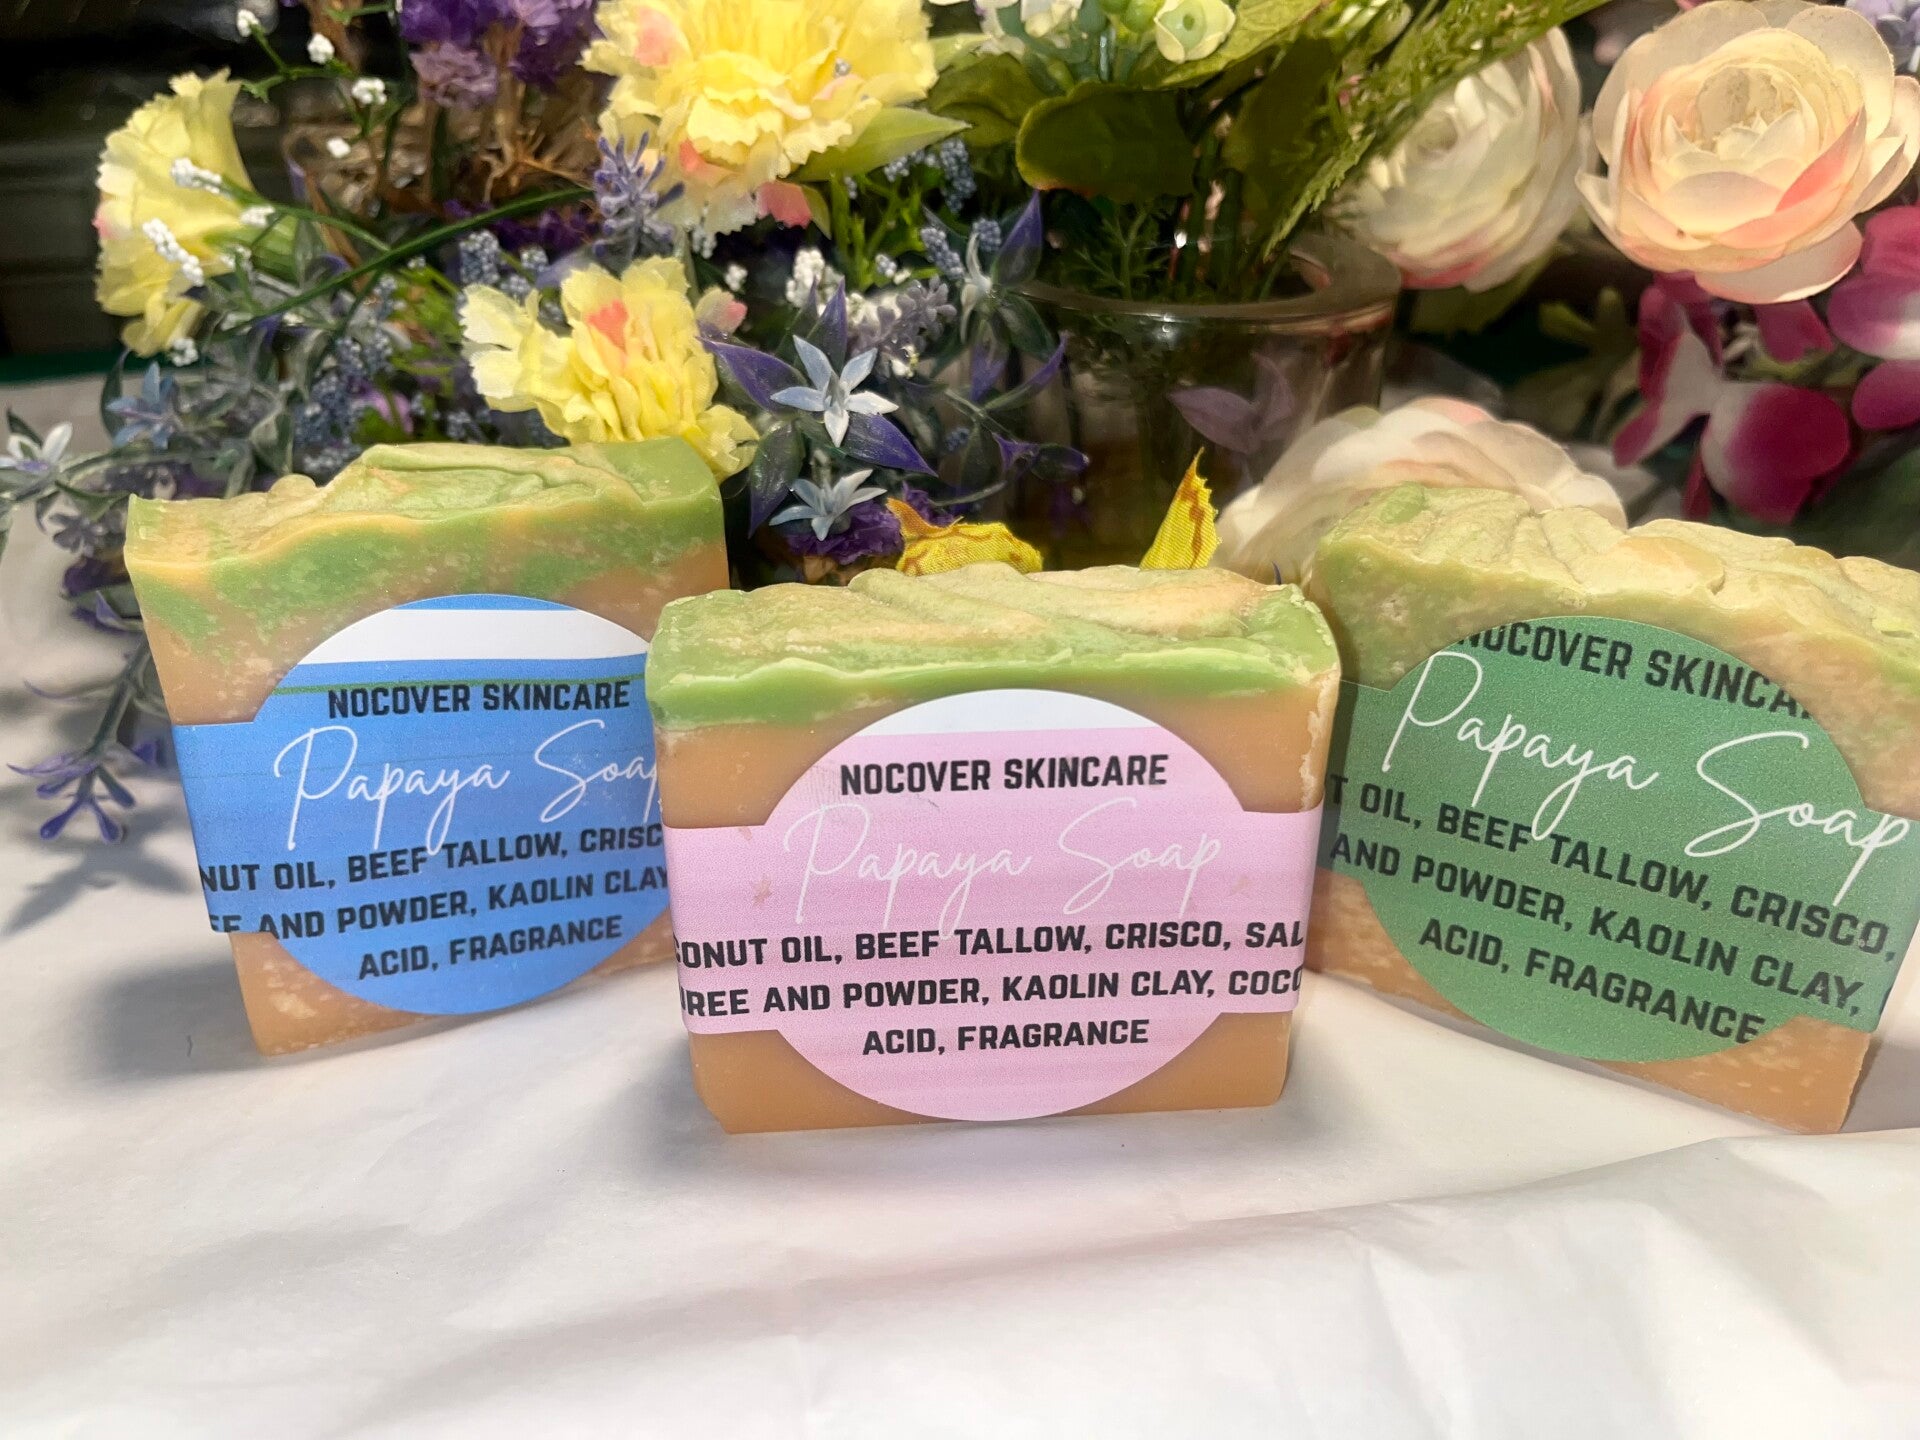 NOCOVER SKINCARE
Papaya Soap
NUT OIL, BEEF TALLOW, CRISC
AND POWDER, KAOLIN CLAY
ACID, FRAGRANCE
NOCOVER SKINCARE
Papaya Soap
CONUT OIL, BEEF TALLOW, CRISCO, SAL
UREE AND POWDER, KAOLIN CLAY, COCO
ACID, FRAGRANCE
NOCOVER SKINCA
Papaya Soap
T OIL, BEEF TALLOW, CRISCO,
AND POWDER, KAOLIN CLAY,
ACID, FRAGRANCE